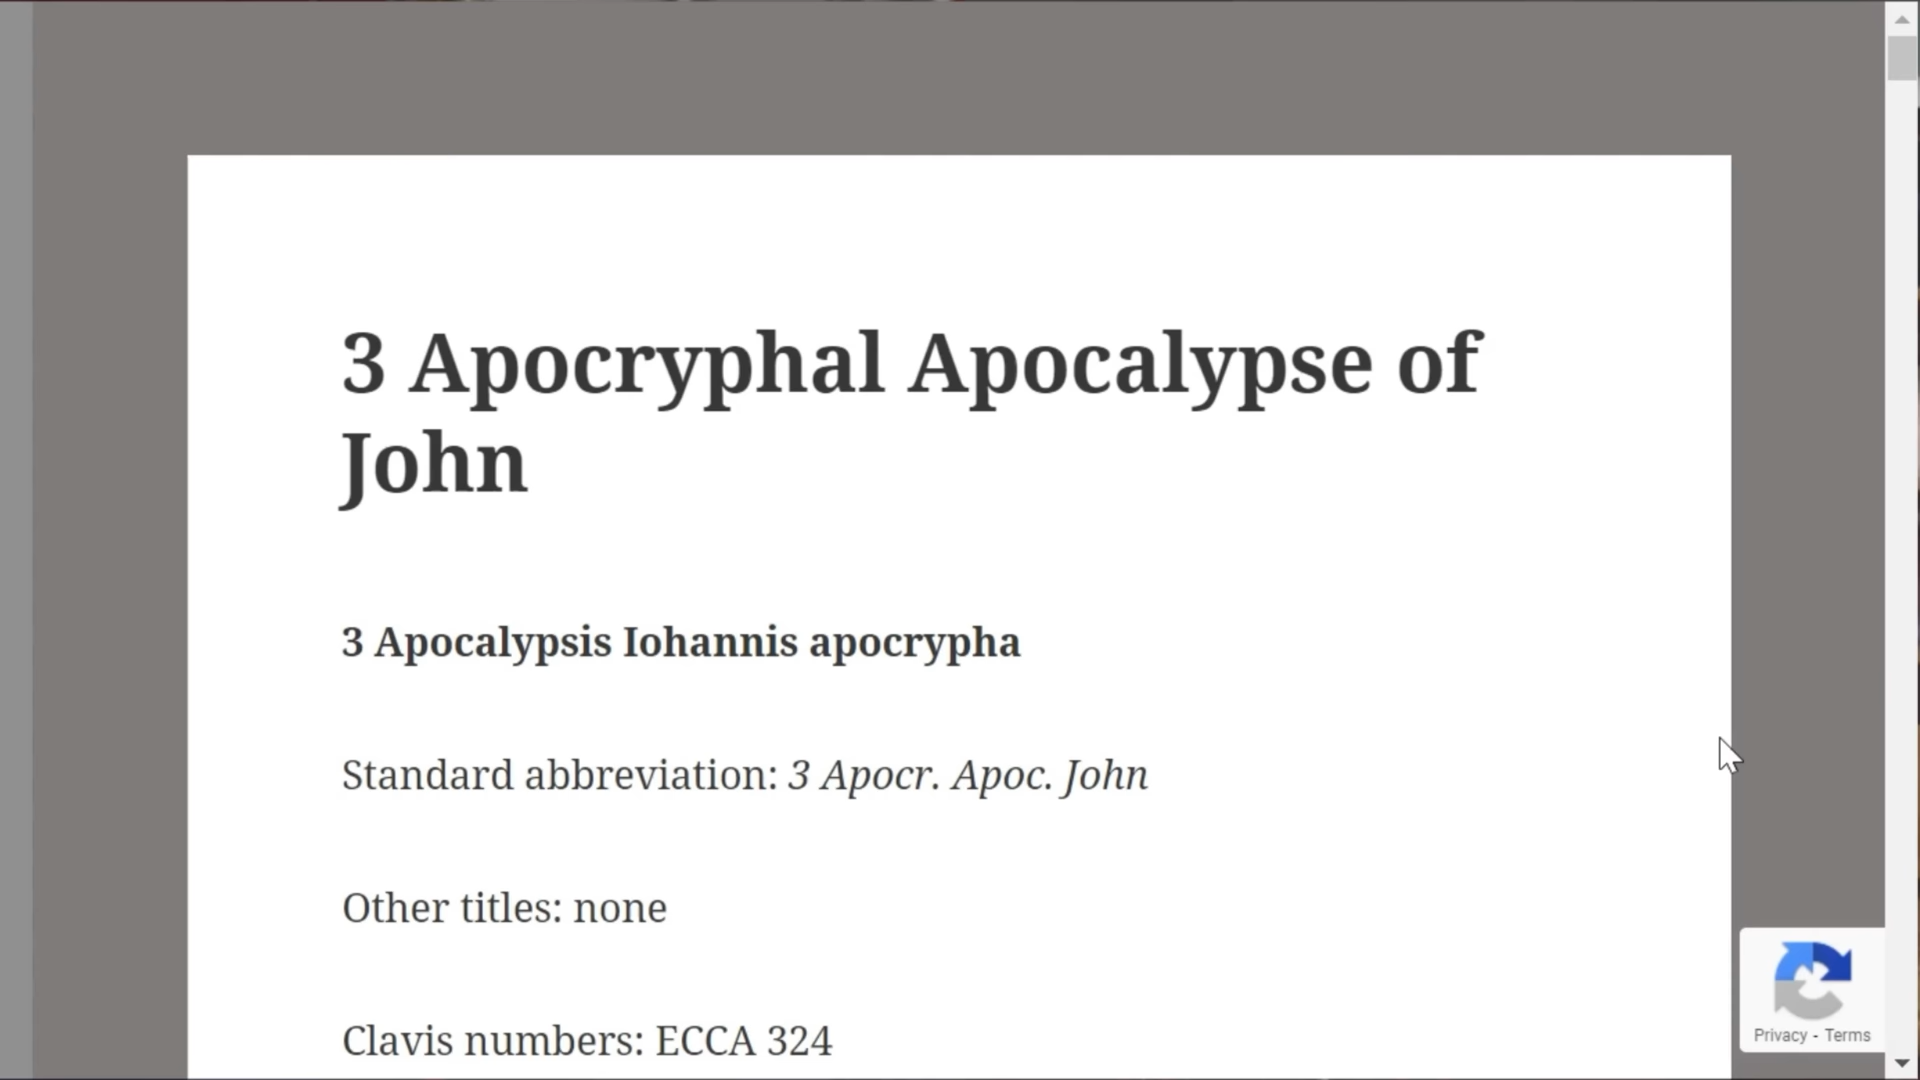 3 Apocryphal Apocalypse of
John
3 Apocalypsis Iohannis apocrypha
Standard abbreviation: 3 Apocr. Apoc. John
Other titles: none
Clavis numbers: ECCA 324
Privacy - Terms